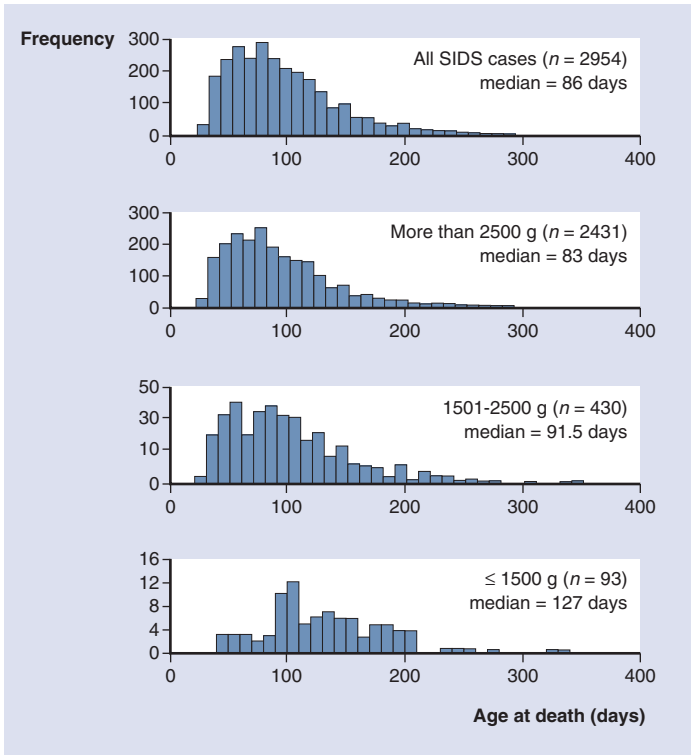 Frequency
300
200
100
0
All SIDS cases (n = 2954)
median = 86 days
0 100 200 300 400
300
200
100
0
More than 2500 g (n = 2431)
median = 83 days
0 100 200 300 400
50
30
10
0
1501-2500 g (n = 430)
median = 91.5 days
0 100 200 300 400
16
12
8
4
0
≤ 1500 g (n = 93)
median = 127 days
0 100 200 300 400
Age at death (days)